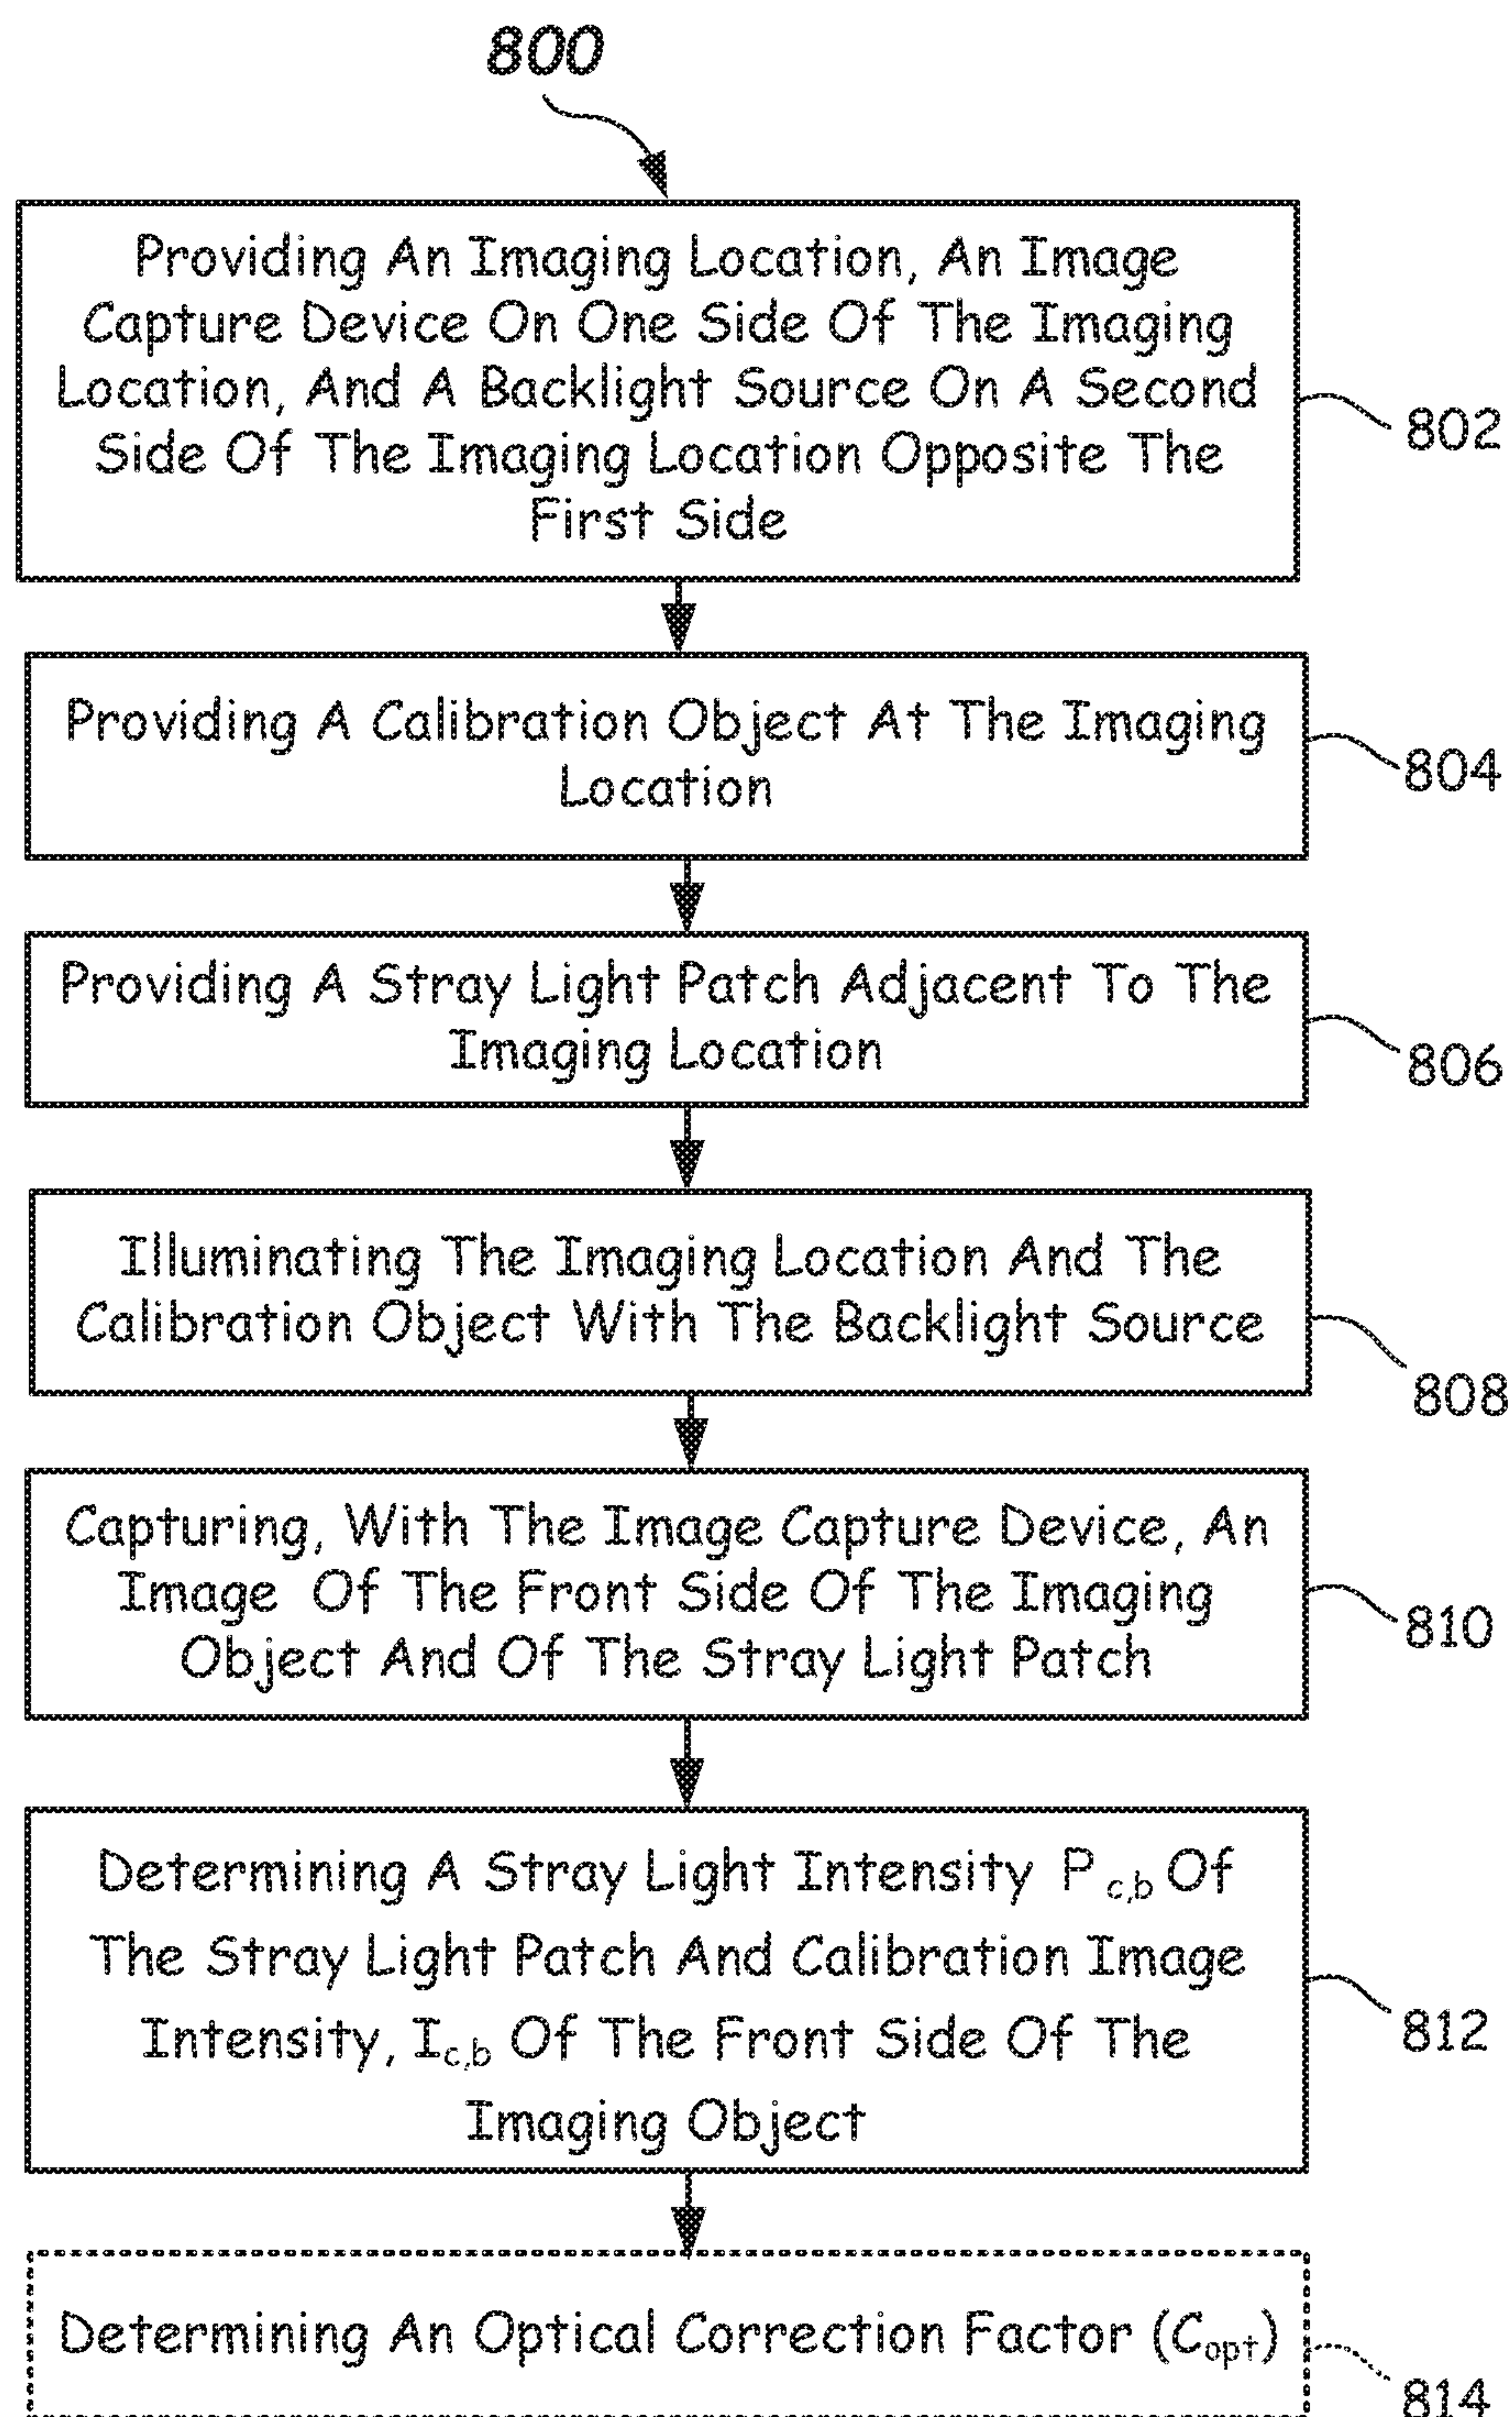 800
Providing An Imaging Location, An Image
Capture Device On One Side Of The Imaging
Location, And A Backlight Source On A Second
Side Of The Imaging Location Opposite The
First Side
802
Providing A Calibration Object At The Imaging
Location
804
Providing A Stray Light Patch Adjacent To The
Imaging Location
806
Illuminating The Imaging Location And The
Calibration Object With The Backlight Source
808
Capturing, With The Image Capture Device, An
Image Of The Front Side Of The Imaging
Object And Of The Stray Light Patch
810
Determining A Stray Light Intensity P c,b Of
The Stray Light Patch And Calibration Image
Intensity, Ic,b Of The Front Side Of The
Imaging Object
812
Determining An Optical Correction Factor (Copt)
814